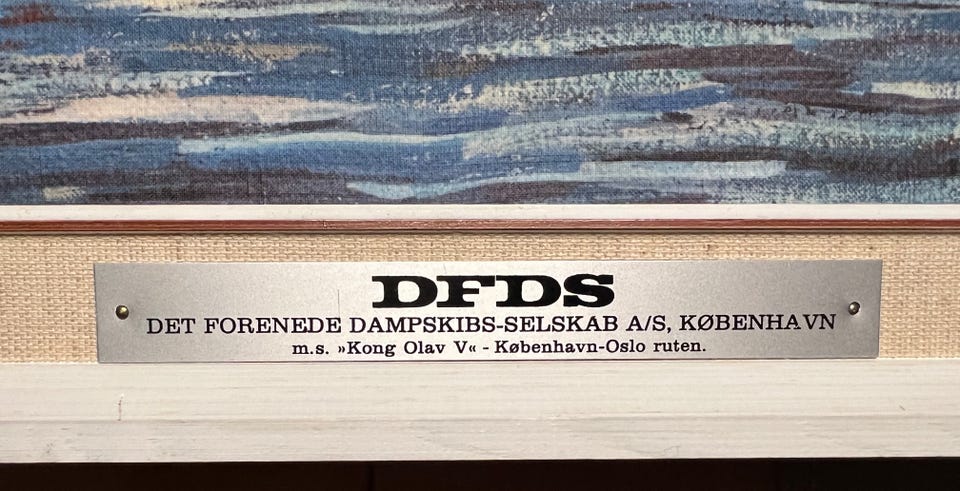 DFDS
DET FORENEDE DAMPSKIBS-SELSKAB A/S, KØBENHAVN
m.s. »Kong Olav V« - København-Oslo ruten.